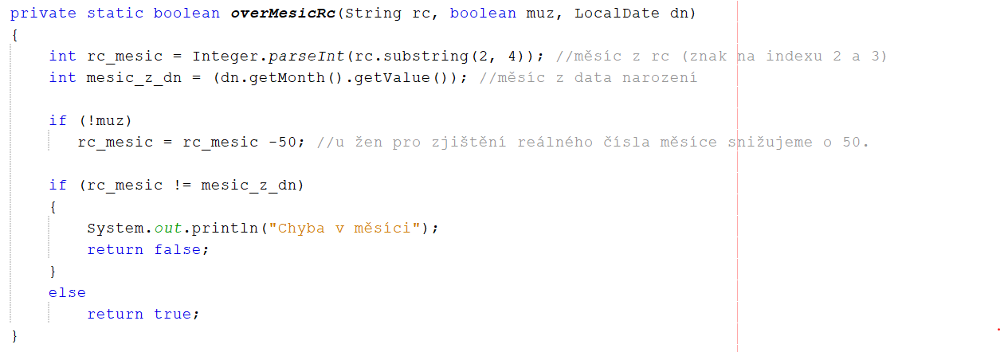 private static boolean overMesicRc(String rc, boolean muz, LocalDate dn)
{
int rc_mesic = Integer.parseInt(rc.substring(2, 4)); //měsíc z rc (znak na indexu 2 a 3)
int mesic_z_dn = (dn.getMonth().getValue()); //měsíc z data narození
if (!muz)
rc_mesic = rc_mesic -50; //u žen pro zjištění reálného čísla měsíce snižujeme o 50.
if (rc_mesic != mesic_z_dn)
{
System.out.println("Chyba v měsíci");
return false;
}
else
return true;
}